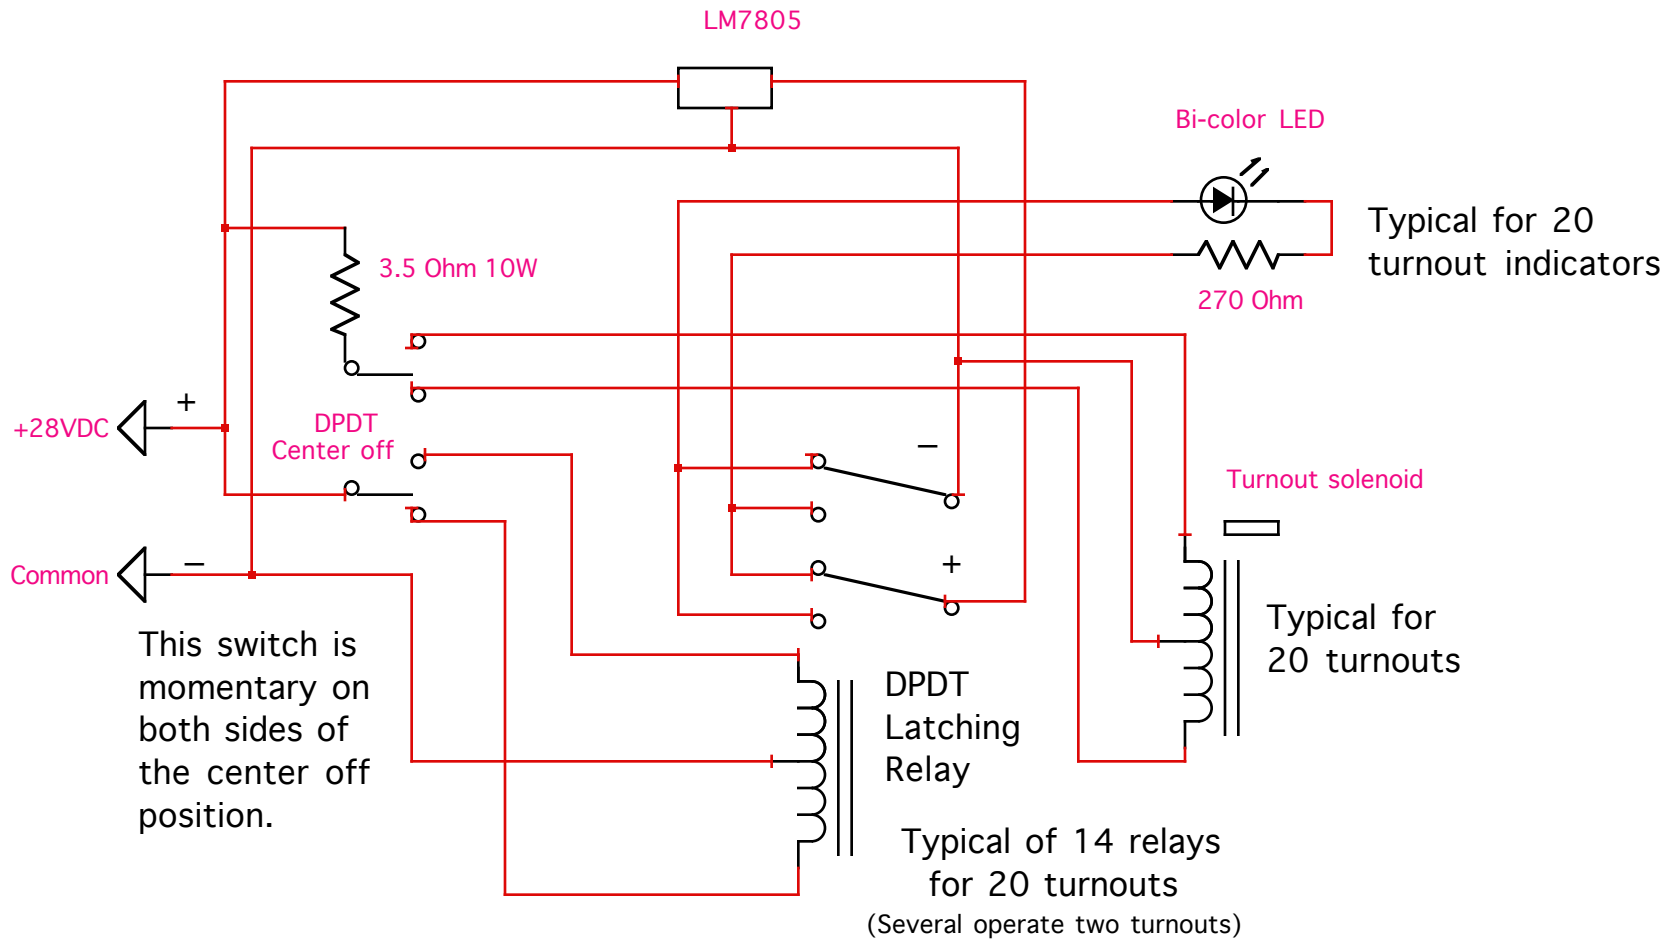 LM7805
Bi-color LED
Typical for 20
turnout indicators
3.5 Ohm 10W
270 Ohm
+
+28VDC
DPDT
Center off
−
Turnout solenoid
+
Common
−
Typical for
20 turnouts
This switch is
momentary on
both sides of
the center off
position.
DPDT
Latching
Relay
Typical of 14 relays
for 20 turnouts
(Several operate two turnouts)